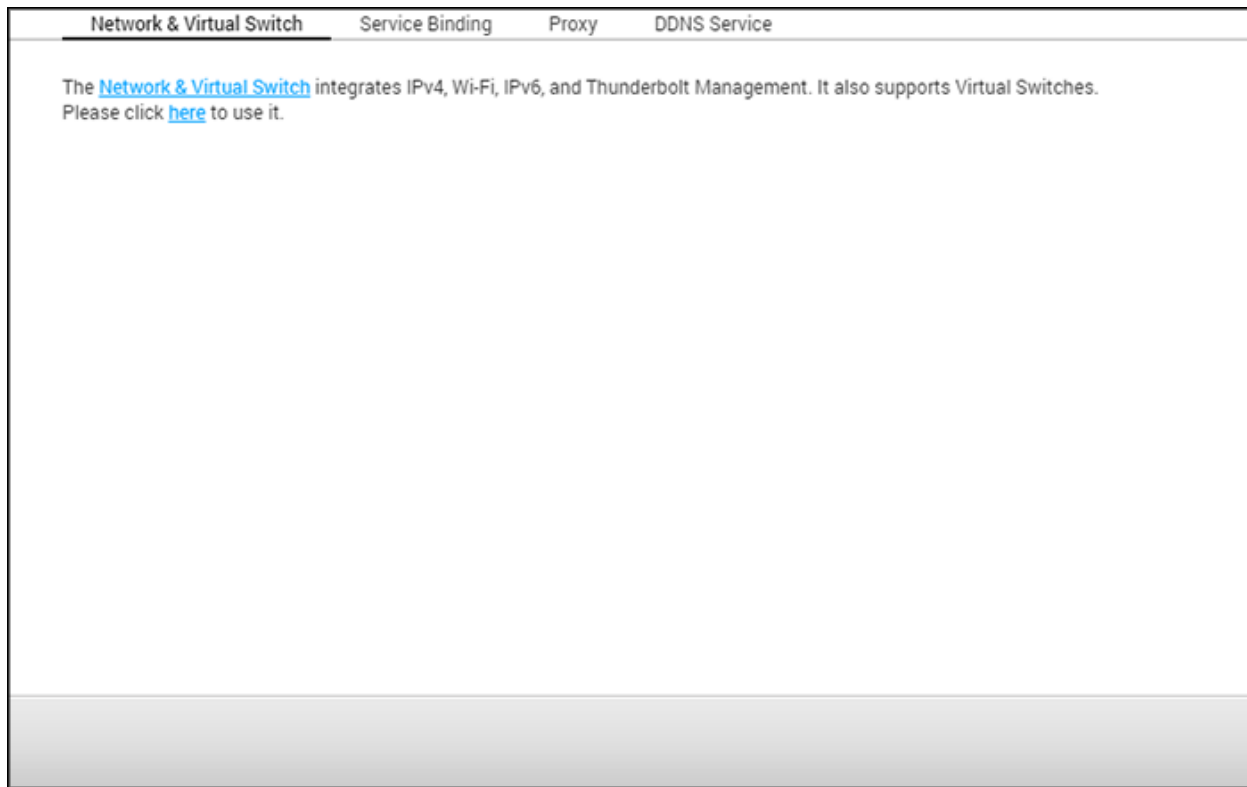 Network & Virtual Switch Service Binding Proxy DDNS Service
The Network & Virtual Switch integrates IPv4, Wi-Fi, IPv6, and Thunderbolt Management. It also supports Virtual Switches.
Please click here to use it.